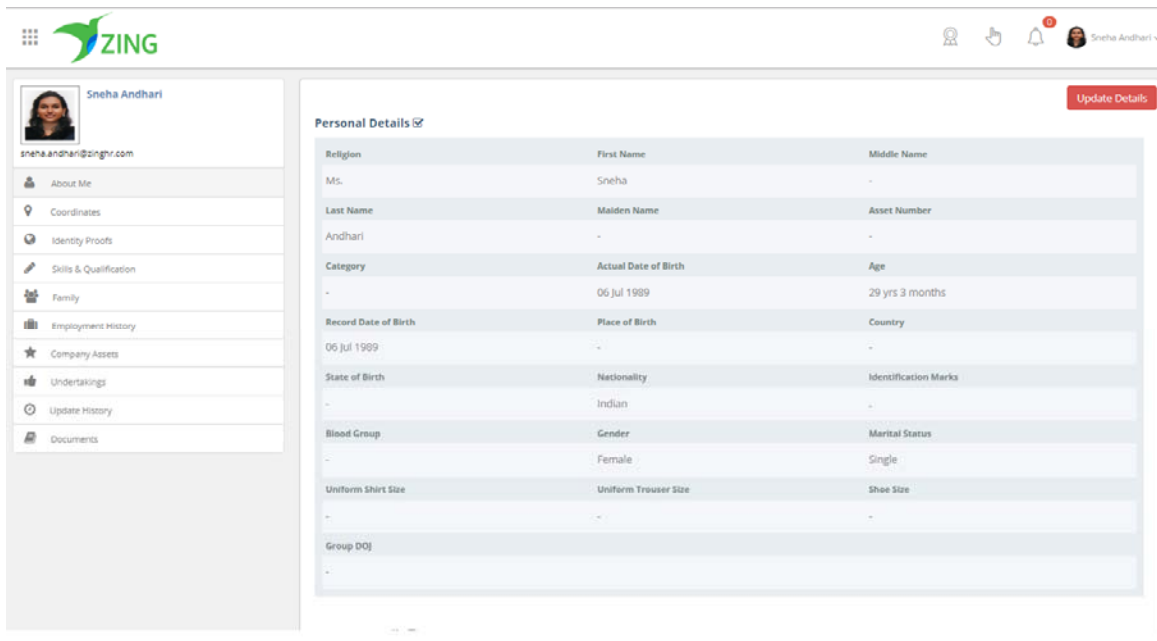 ZING
0
Sneha Andhari
Sneha Andhari
sneha.andhari@zinghr.com
About Me
Coordinates
Identity Proofs
Skills & Qualification
Family
Employment History
Company Assets
Undertakings
Update History
Documents
Update Details
Personal Details
Religion First Name Middle Name
Ms. Sneha -
Last Name Maiden Name Asset Number
Andhari - -
Category Actual Date of Birth Age
- 06 Jul 1989 29 yrs 3 months
Record Date of Birth Place of Birth Country
06 Jul 1989 - -
State of Birth Nationality Identification Marks
- Indian .
Blood Group Gender Marital Status
- Female Single
Uniform Shirt Size Uniform Trouser Size Shoe Size
- - -
Group DOJ
-